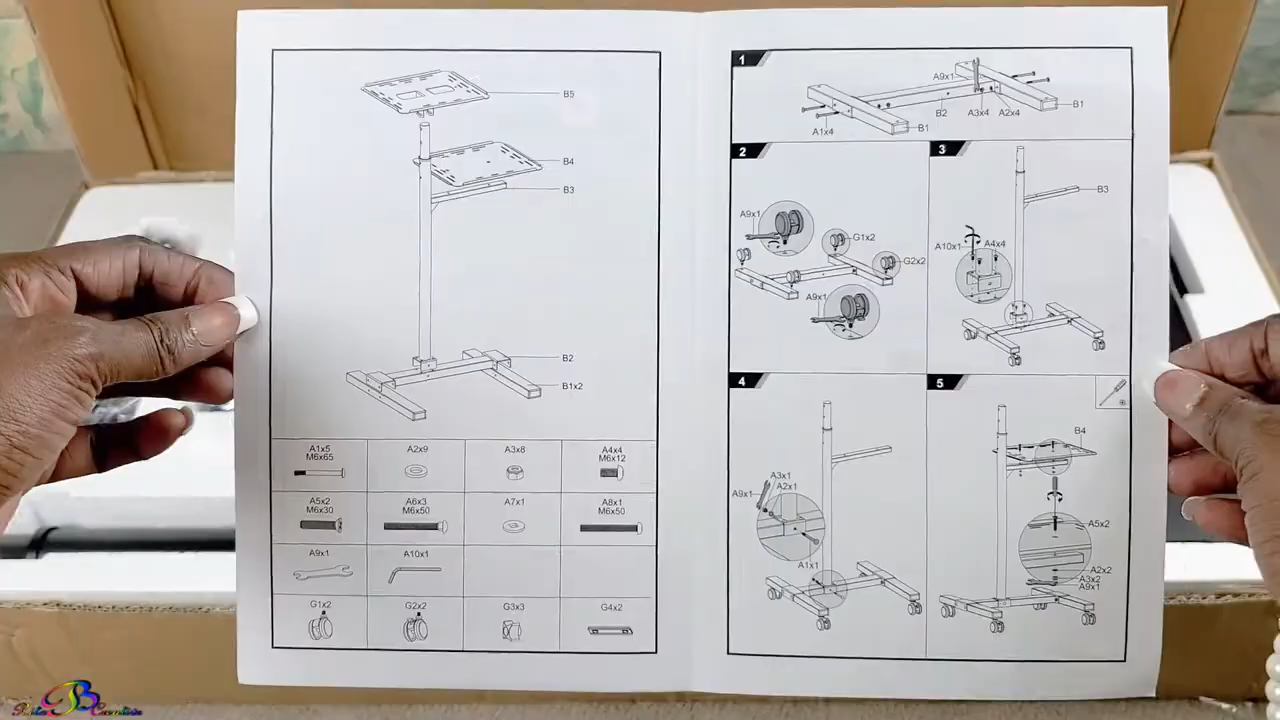 B5
B4
B3
B2
B1x2
A1x5
M6x65
A2x9
A3x8
A4x4
M6x12
A5x2
M6x30
A6x3
M6x50
A7x1
A8x1
M6x50
A9x1
A10x1
G1x2
G2x2
G3x3
G4x2
1
A9x1
B1
B2
A3x4
A2x4
A1x4
B1
2
A9x1
G1x2
G2x2
A9x1
3
B3
A10x1
A4x4
4
A3x1
A2x1
A9x1
A1x1
5
B4
A5x2
A2x2
A3x2
A9x1